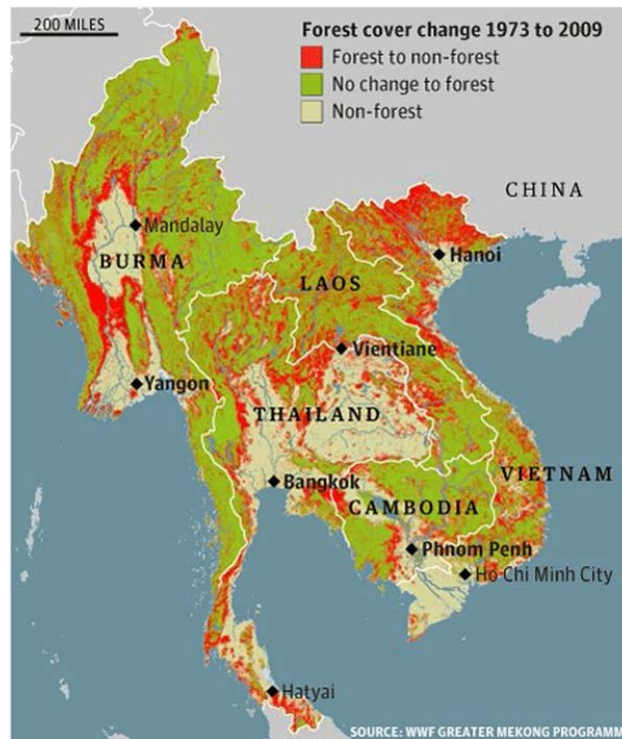 200 MILES
Forest cover change 1973 to 2009
Forest to non-forest
No change to forest
Non-forest
CHINA
Mandalay
BURMA
Hanoi
LAOS
Vientiane
Yangon
THAILAND
VIETNAM
Bangkok
CAMBODIA
Phnom Penh
Ho Chi Minh City
Hatyai
SOURCE: WWF GREATER MEKONG PROGRAMM